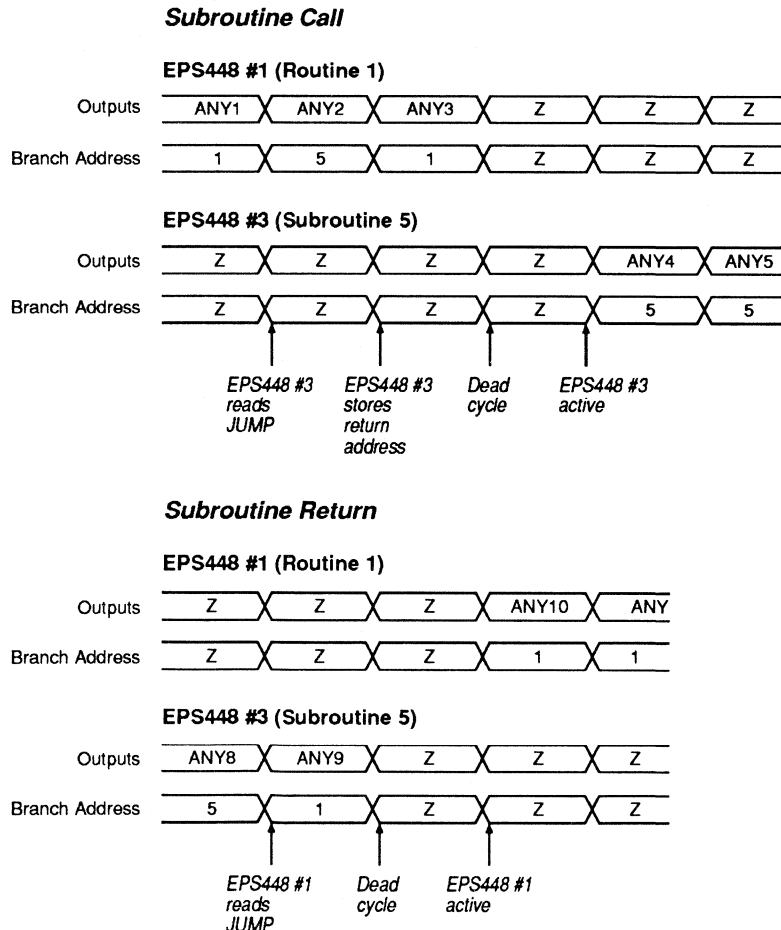 Subroutine Call
EPS448 #1 (Routine 1)
Outputs ANY1 ANY2 ANY3 Z Z Z
Branch Address 1 5 1 Z Z Z
EPS448 #3 (Subroutine 5)
Outputs Z Z Z Z ANY4 ANY5
Branch Address Z Z Z Z 5 5
EPS448 #3 EPS448 #3 Dead EPS448 #3
reads stores cycle active
JUMP return
address
Subroutine Return
EPS448 #1 (Routine 1)
Outputs Z Z Z ANY10 ANY
Branch Address Z Z Z 1 1
EPS448 #3 (Subroutine 5)
Outputs ANY8 ANY9 Z Z Z
Branch Address 5 1 Z Z Z
EPS448 #1 Dead EPS448 #1
reads cycle active
JUMP